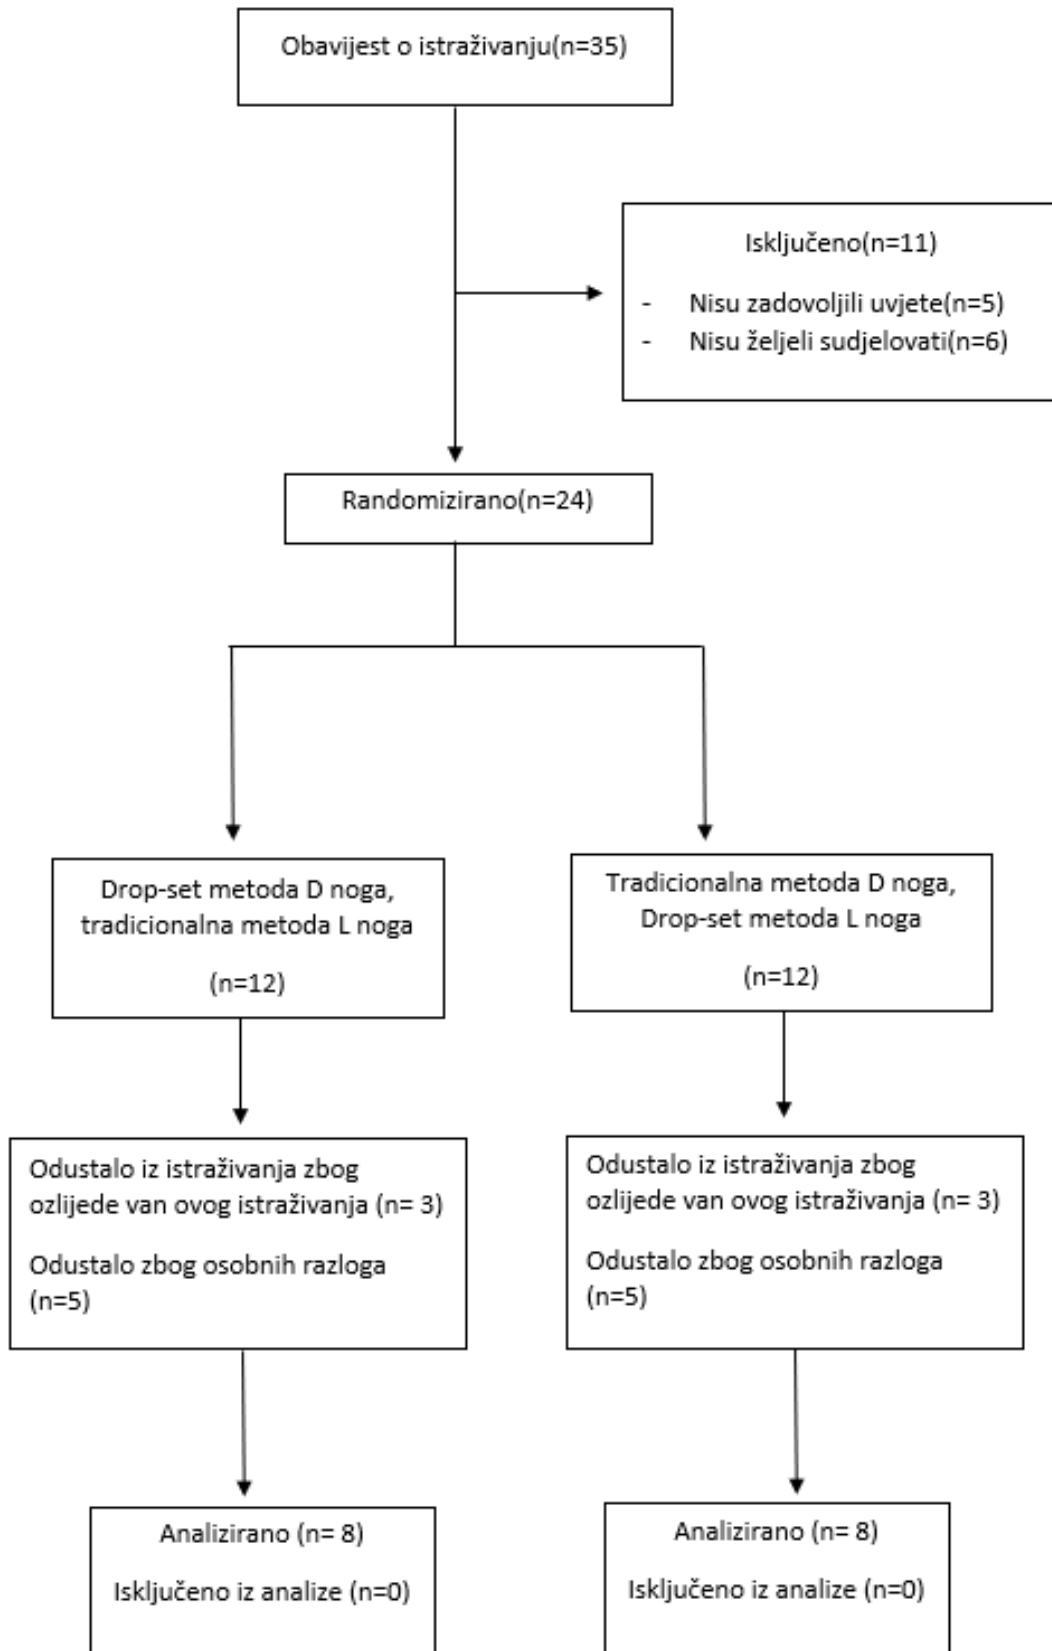 Obavijest o istraživanju(n=35)
Isključeno(n=11)
- Nisu zadovoljili uvjete(n=5)
- Nisu željeli sudjelovati(n=6)
Randomizirano(n=24)
Drop-set metoda D noga,
tradicionalna metoda L noga
(n=12)
Tradicionalna metoda D noga,
Drop-set metoda L noga
(n=12)
Odustalo iz istraživanja zbog
ozlijede van ovog istraživanja (n= 3)
Odustalo zbog osobnih razloga
(n=5)
Odustalo iz istraživanja zbog
ozlijede van ovog istraživanja (n= 3)
Odustalo zbog osobnih razloga
(n=5)
Analizirano (n= 8)
Isključeno iz analize (n=0)
Analizirano (n= 8)
Isključeno iz analize (n=0)